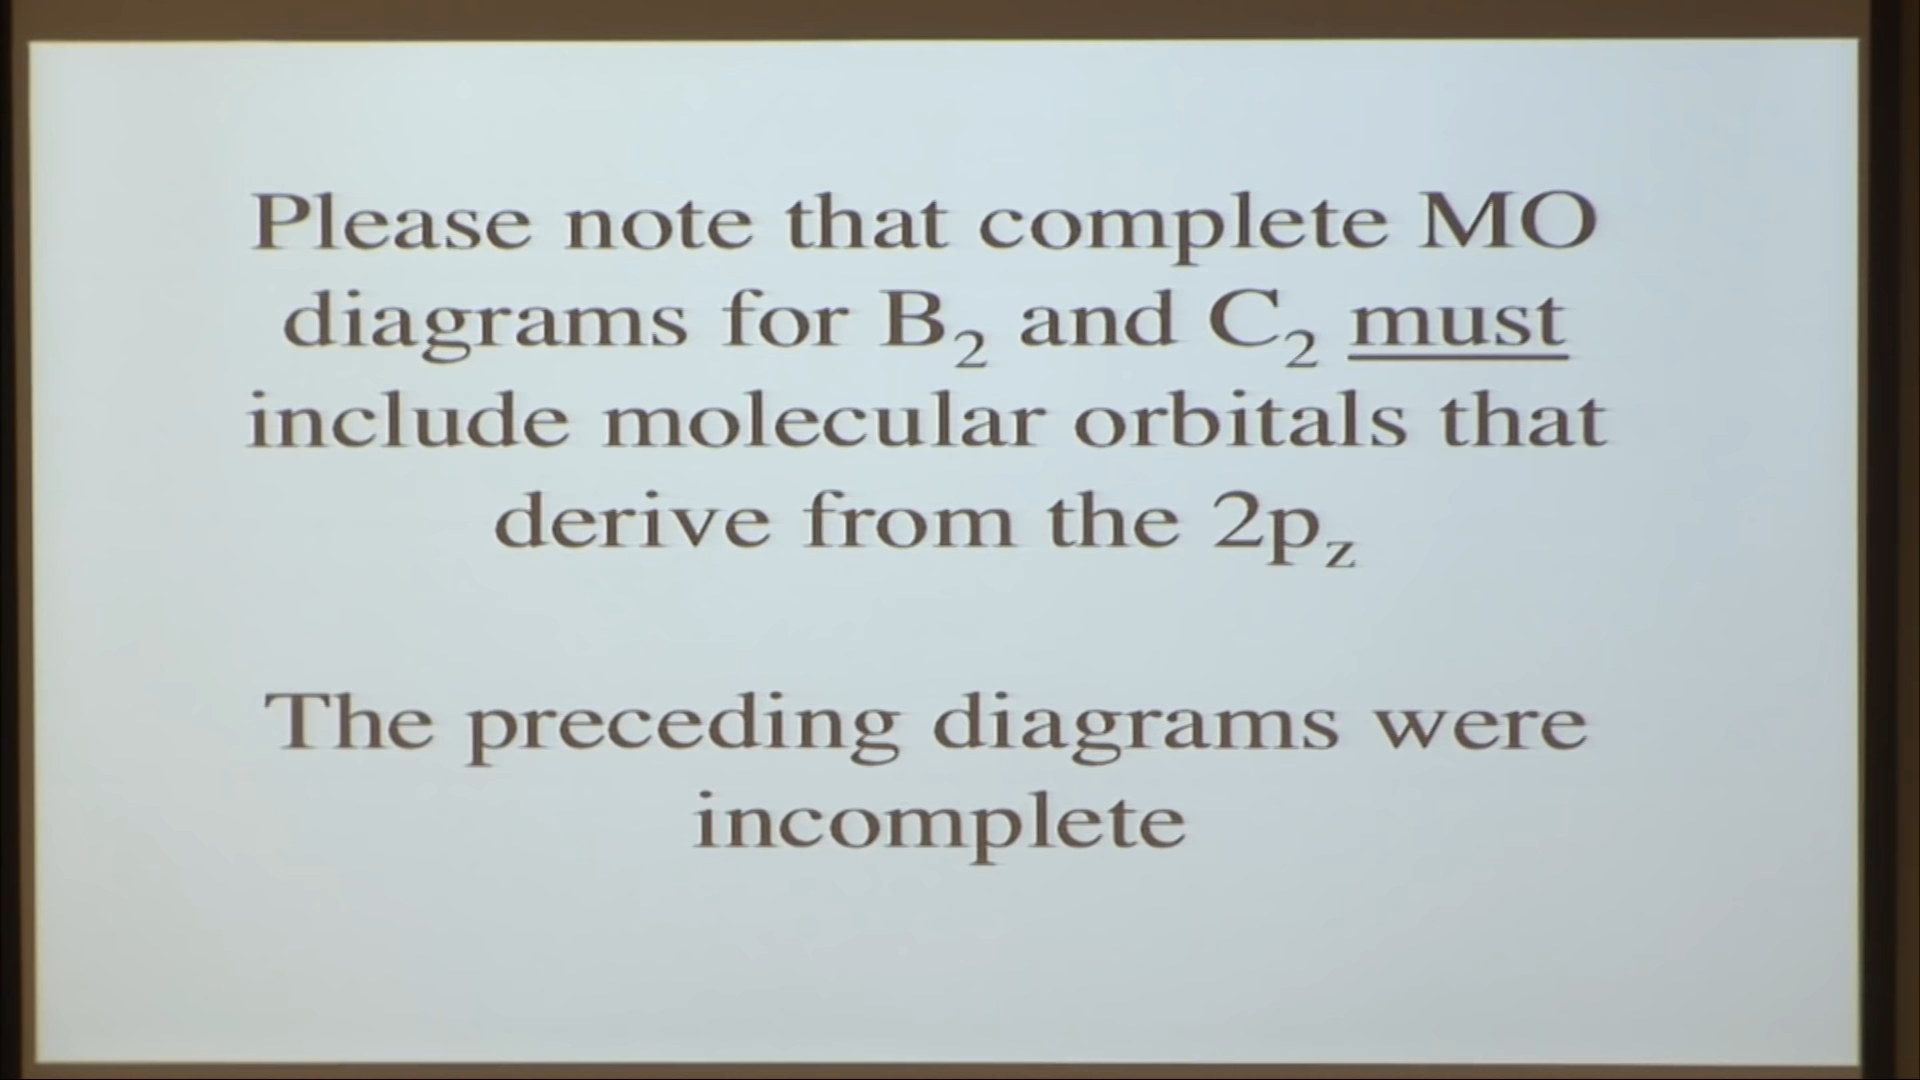 Please note that complete MO
diagrams for B₂ and C₂ must
include molecular orbitals that
derive from the 2p_z
The preceding diagrams were
incomplete